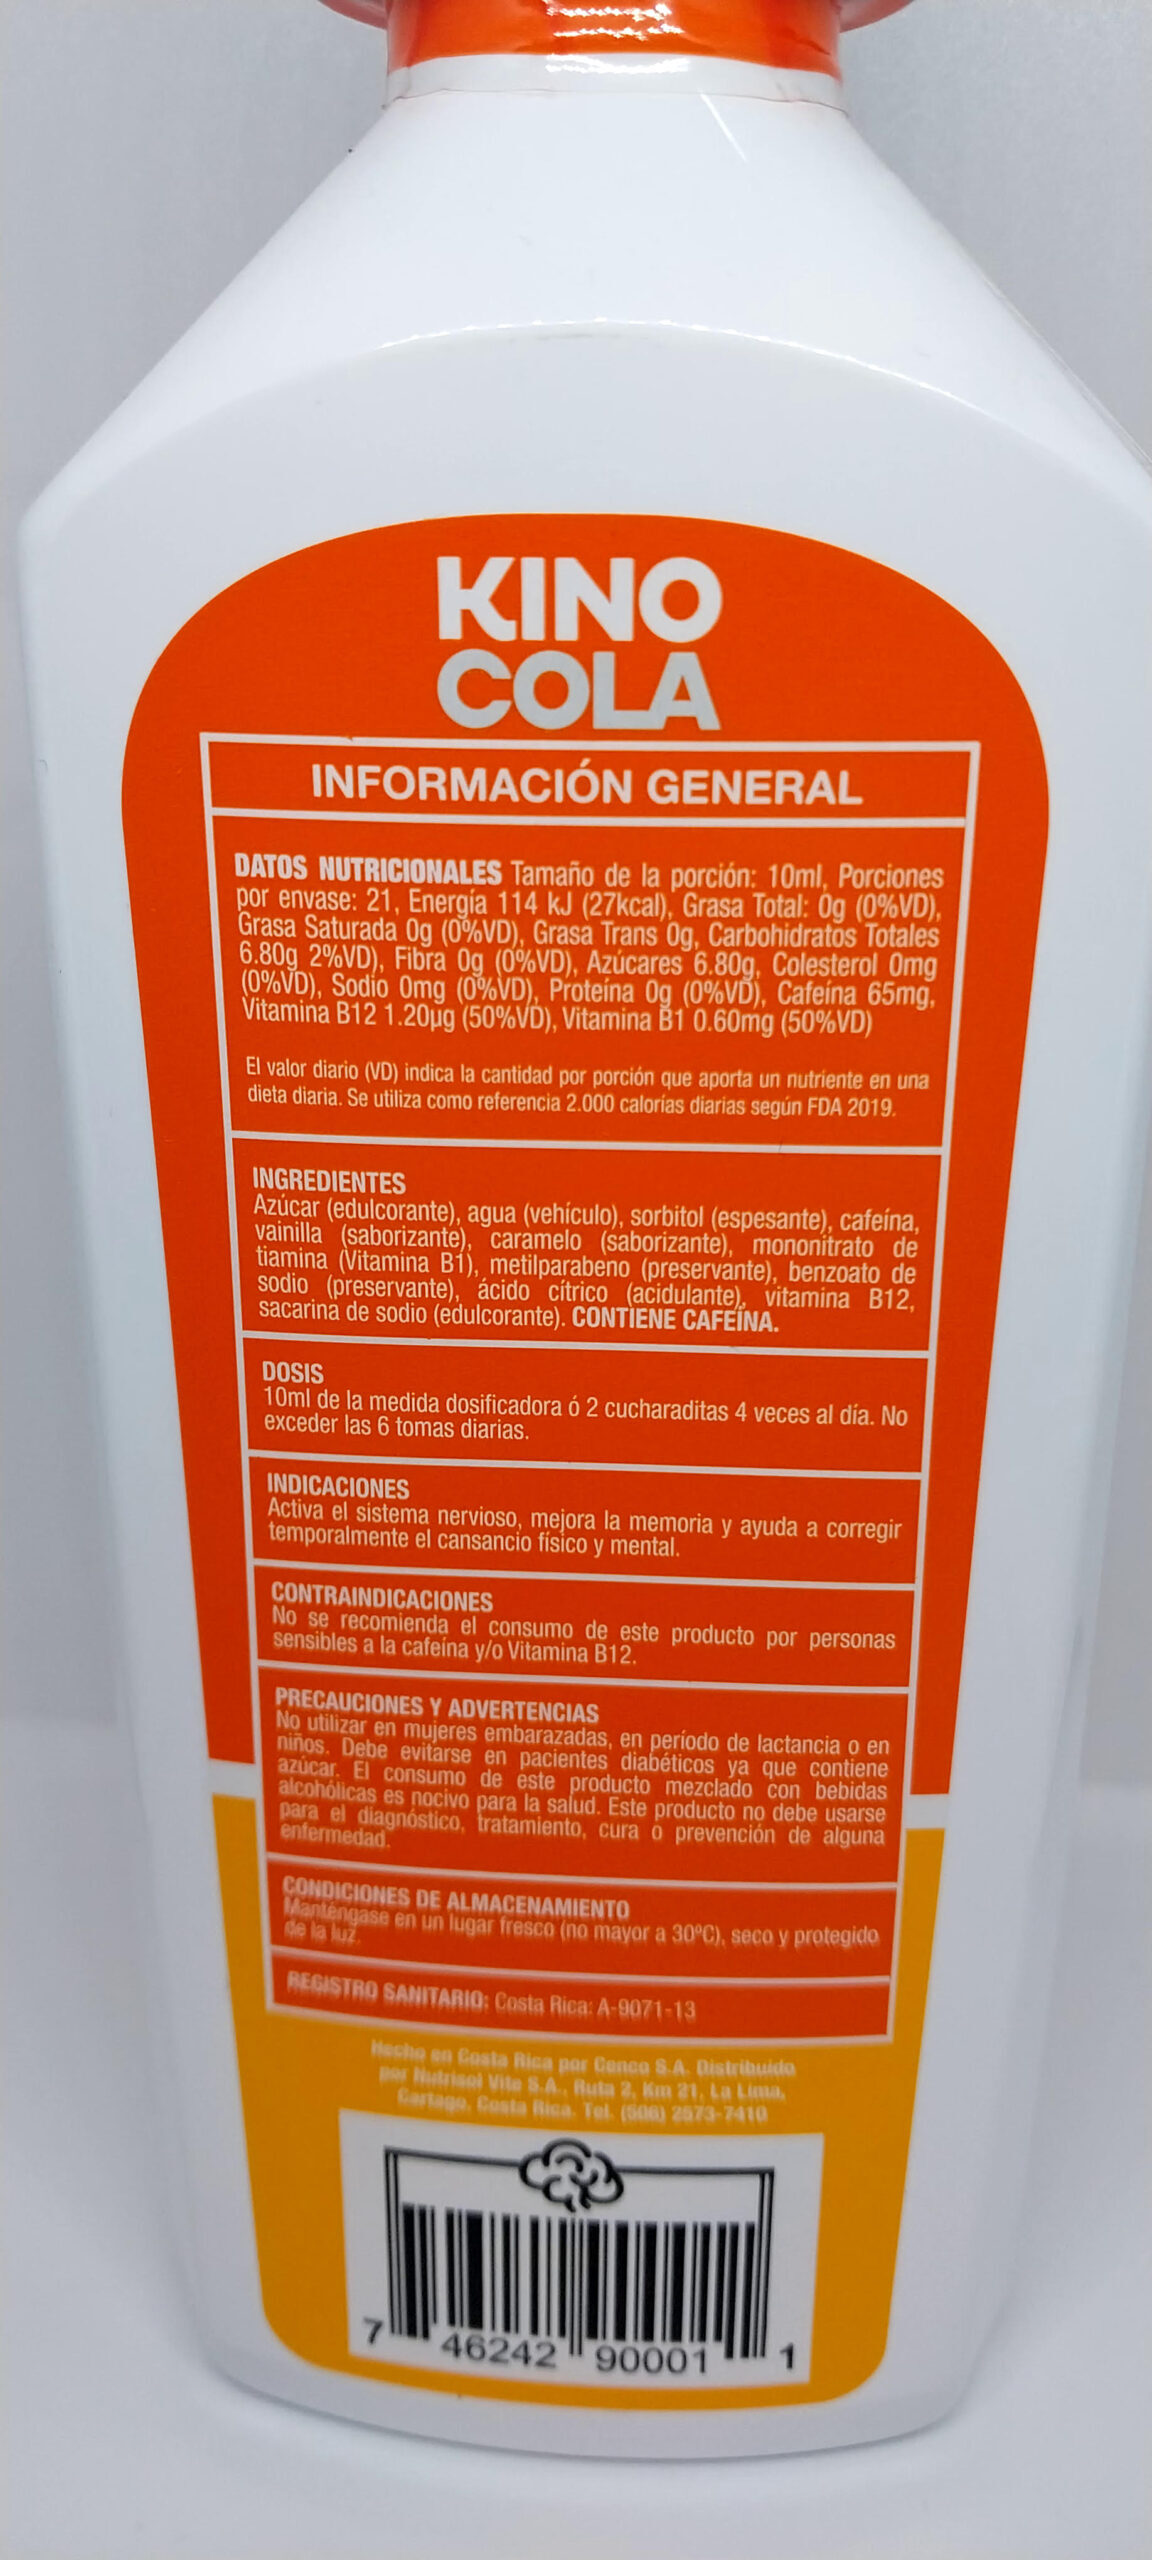 KINO
COLA
INFORMACIÓN GENERAL
DATOS NUTRICIONALES Tamaño de la porción: 10ml, Porciones
por envase: 21, Energía 114 kJ (27kcal), Grasa Total: 0g (0%VD),
Grasa Saturada 0g (0%VD), Grasa Trans 0g, Carbohidratos Totales
6.80g 2%VD), Fibra 0g (0%VD), Azúcares 6.80g, Colesterol 0mg
(0%VD), Sodio 0mg (0%VD), Proteína 0g (0%VD), Cafeína 65mg,
Vitamina B12 1.20µg (50%VD), Vitamina B1 0.60mg (50%VD)
El valor diario (VD) indica la cantidad por porción que aporta un nutriente en una
dieta diaria. Se utiliza como referencia 2.000 calorías diarias según FDA 2019.
INGREDIENTES
Azúcar (edulcorante), agua (vehículo), sorbitol (espesante), cafeína,
vainilla (saborizante), caramelo (saborizante), mononitrato de
tiamina (Vitamina B1), metilparabeno (preservante), benzoato de
sodio (preservante), ácido cítrico (acidulante), vitamina B12,
sacarina de sodio (edulcorante). CONTIENE CAFEÍNA.
DOSIS
10ml de la medida dosificadora ó 2 cucharaditas 4 veces al día. No
exceder las 6 tomas diarias.
INDICACIONES
Activa el sistema nervioso, mejora la memoria y ayuda a corregir
temporalmente el cansancio físico y mental.
CONTRAINDICACIONES
No se recomienda el consumo de este producto por personas
sensibles a la cafeína y/o Vitamina B12.
PRECAUCIONES Y ADVERTENCIAS
No utilizar en mujeres embarazadas, en período de lactancia o en
niños. Debe evitarse en pacientes diabéticos ya que contiene
azúcar. El consumo de este producto mezclado con bebidas
alcohólicas es nocivo para la salud. Este producto no debe usarse
para el diagnóstico, tratamiento, cura o prevención de alguna
enfermedad.
CONDICIONES DE ALMACENAMIENTO
Manténgase en un lugar fresco (no mayor a 30ºC), seco y protegido
de la luz.
REGISTRO SANITARIO: Costa Rica: A-9071-13
Hecho en Costa Rica por Cenco S.A. Distribuido
por Nutrisol Vite S.A., Ruta 2, Km 21, La Lima,
Cartago, Costa Rica. Tel. (506) 2573-7410
7 46242 90001 1